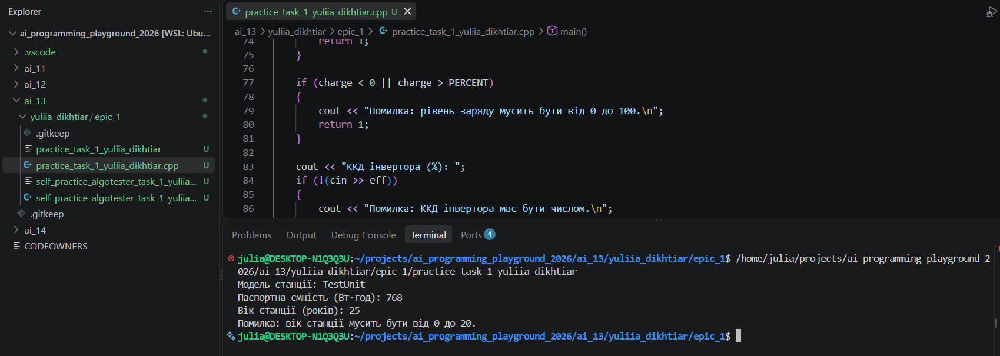 Explorer
ai_programming_playground_2026 [WSL: Ubu...
.vscode
ai_11
ai_12
ai_13
yuliia_dikhtiar / epic_1
.gitkeep
practice_task_1_yuliia_dikhtiar U
practice_task_1_yuliia_dikhtiar.cpp U
self_practice_algotester_task_1_yuliia... U
self_practice_algotester_task_1_yuliia... U
.gitkeep
ai_14
CODEOWNERS
practice_task_1_yuliia_dikhtiar.cpp U
ai_13 > yuliia_dikhtiar > epic_1 > practice_task_1_yuliia_dikhtiar.cpp > main()
74 return 1;
75 }
76
77 if (charge < 0 || charge > PERCENT)
78 {
79 cout << "Помилка: рівень заряду мусить бути від 0 до 100.\n";
80 return 1;
81 }
82
83 cout << "ККД інвертора (%): ";
84 if (!(cin >> eff))
85 {
86 cout << "Помилка: ККД інвертора має бути числом.\n";
Problems Output Debug Console Terminal Ports 4
julia@DESKTOP-N1Q3Q3U:~/projects/ai_programming_playground_2026/ai_13/yuliia_dikhtiar/epic_1$ /home/julia/projects/ai_programming_playground_2
026/ai_13/yuliia_dikhtiar/epic_1/practice_task_1_yuliia_dikhtiar
Модель станції: TestUnit
Паспортна ємність (Вт·год): 768
Вік станції (років): 25
Помилка: вік станції мусить бути від 0 до 20.
julia@DESKTOP-N1Q3Q3U:~/projects/ai_programming_playground_2026/ai_13/yuliia_dikhtiar/epic_1$